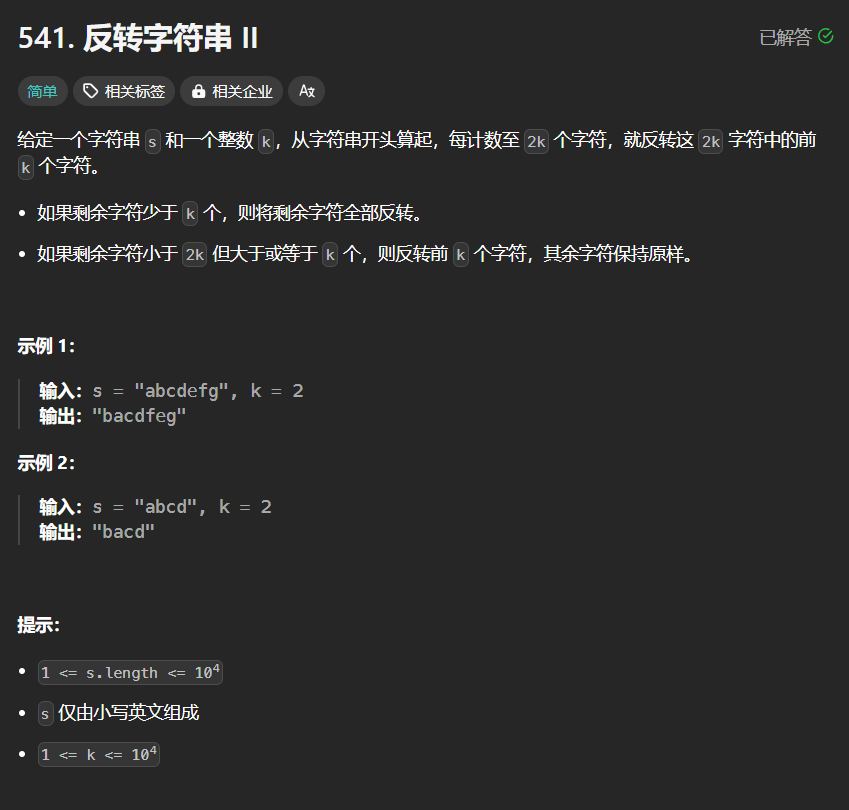 541. 反转字符串 II
已解答
简单
相关标签
相关企业
Aあ
给定一个字符串 s 和一个整数 k，从字符串开头算起，每计数至 2k 个字符，就反转这 2k 字符中的前
k 个字符。
• 如果剩余字符少于 k 个，则将剩余字符全部反转。
• 如果剩余字符小于 2k 但大于或等于 k 个，则反转前 k 个字符，其余字符保持原样。
示例 1：
输入：s = "abcdefg", k = 2
输出："bacdfeg"
示例 2：
输入：s = "abcd", k = 2
输出："bacd"
提示：
• 1 <= s.length <= 10⁴
• s 仅由小写英文组成
• 1 <= k <= 10⁴